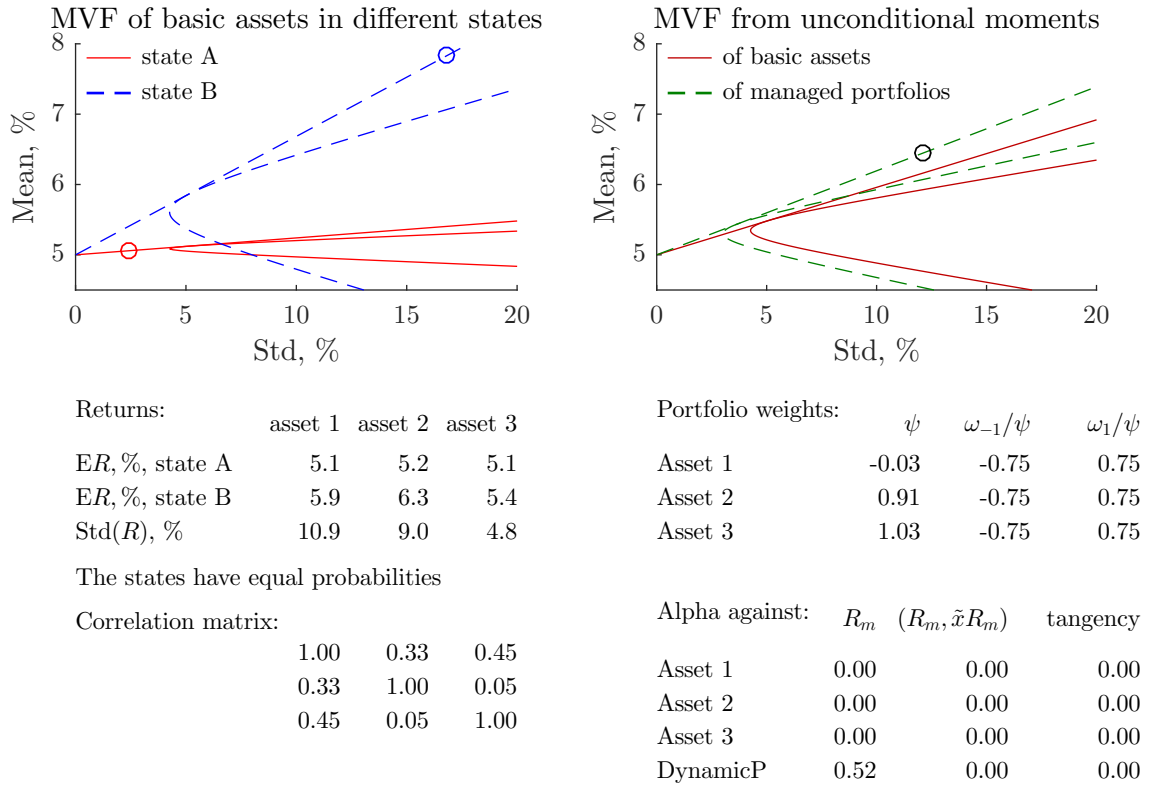 MVF of basic assets in different states
8
7
6
5
Mean, %
state A
state B
0 5 10 15 20
Std, %
MVF from unconditional moments
8
7
6
5
Mean, %
of basic assets
of managed portfolios
0 5 10 15 20
Std, %
Returns:
asset 1 asset 2 asset 3
ER, %, state A 5.1 5.2 5.1
ER, %, state B 5.9 6.3 5.4
Std(R), % 10.9 9.0 4.8
The states have equal probabilities
Correlation matrix:
1.00 0.33 0.45
0.33 1.00 0.05
0.45 0.05 1.00
Portfolio weights:
ψ ω₋₁/ψ ω₁/ψ
Asset 1 -0.03 -0.75 0.75
Asset 2 0.91 -0.75 0.75
Asset 3 1.03 -0.75 0.75
Alpha against: Rₘ (Rₘ, x̃Rₘ) tangency
Asset 1 0.00 0.00 0.00
Asset 2 0.00 0.00 0.00
Asset 3 0.00 0.00 0.00
DynamicP 0.52 0.00 0.00